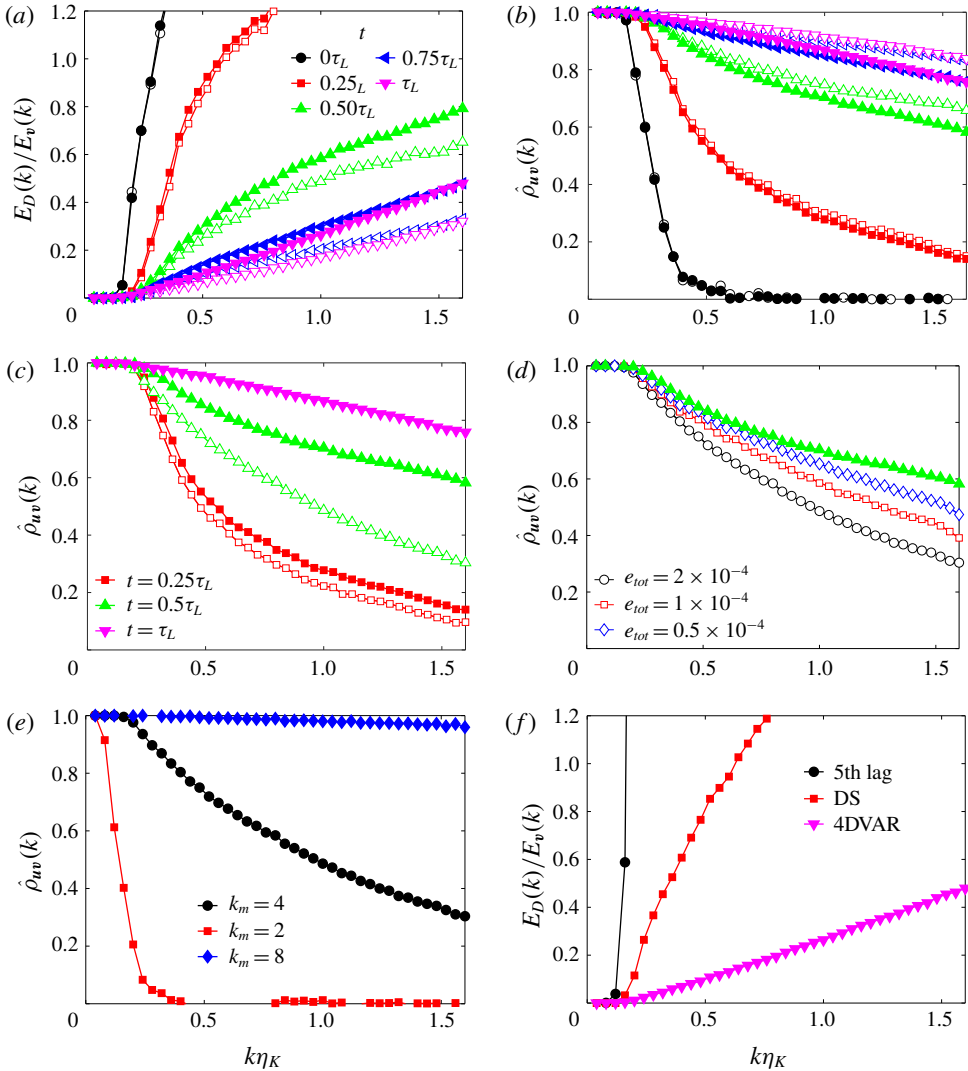 (a)
1.2
1.0
0.8
0.6
0.4
0.2
0
0.5
1.0
1.5
E_D(k)/E_v(k)
t
0τ_L
0.25_L
0.50τ_L
0.75τ_L
τ_L
(b)
1.0
0.8
0.6
0.4
0.2
0
0.5
1.0
1.5
ρ̂_uv(k)
(c)
1.0
0.8
0.6
0.4
0.2
0
0.5
1.0
1.5
ρ̂_uv(k)
t = 0.25τ_L
t = 0.5τ_L
t = τ_L
(d)
1.0
0.8
0.6
0.4
0.2
0
0.5
1.0
1.5
ρ̂_uv(k)
e_tot = 2 × 10⁻⁴
e_tot = 1 × 10⁻⁴
e_tot = 0.5 × 10⁻⁴
(e)
1.0
0.8
0.6
0.4
0.2
0
0.5
1.0
1.5
ρ̂_uv(k)
k_m = 4
k_m = 2
k_m = 8
kη_K
(f)
1.2
1.0
0.8
0.6
0.4
0.2
0
0.5
1.0
1.5
E_D(k)/E_v(k)
5th lag
DS
4DVAR
kη_K